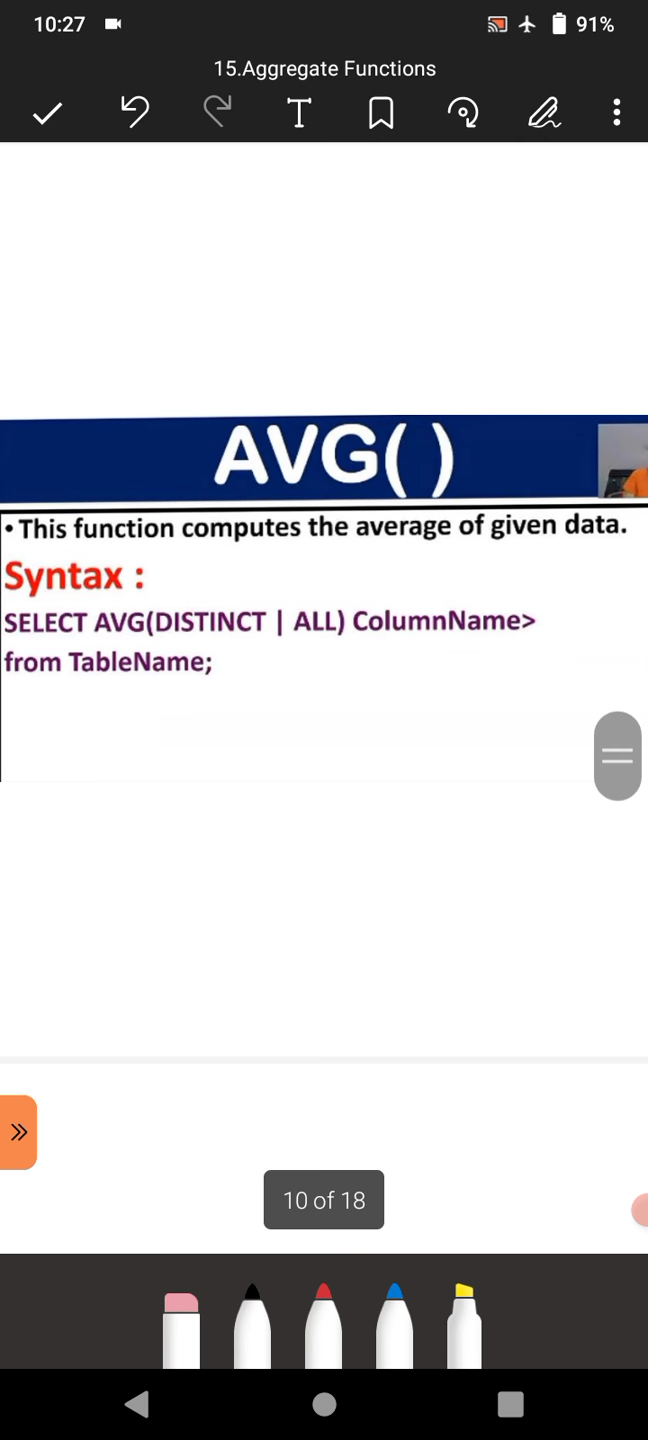 10:27
91%
15.Aggregate Functions
T
AVG( )
• This function computes the average of given data.
Syntax :
SELECT AVG(DISTINCT | ALL) ColumnName>
from TableName;
10 of 18